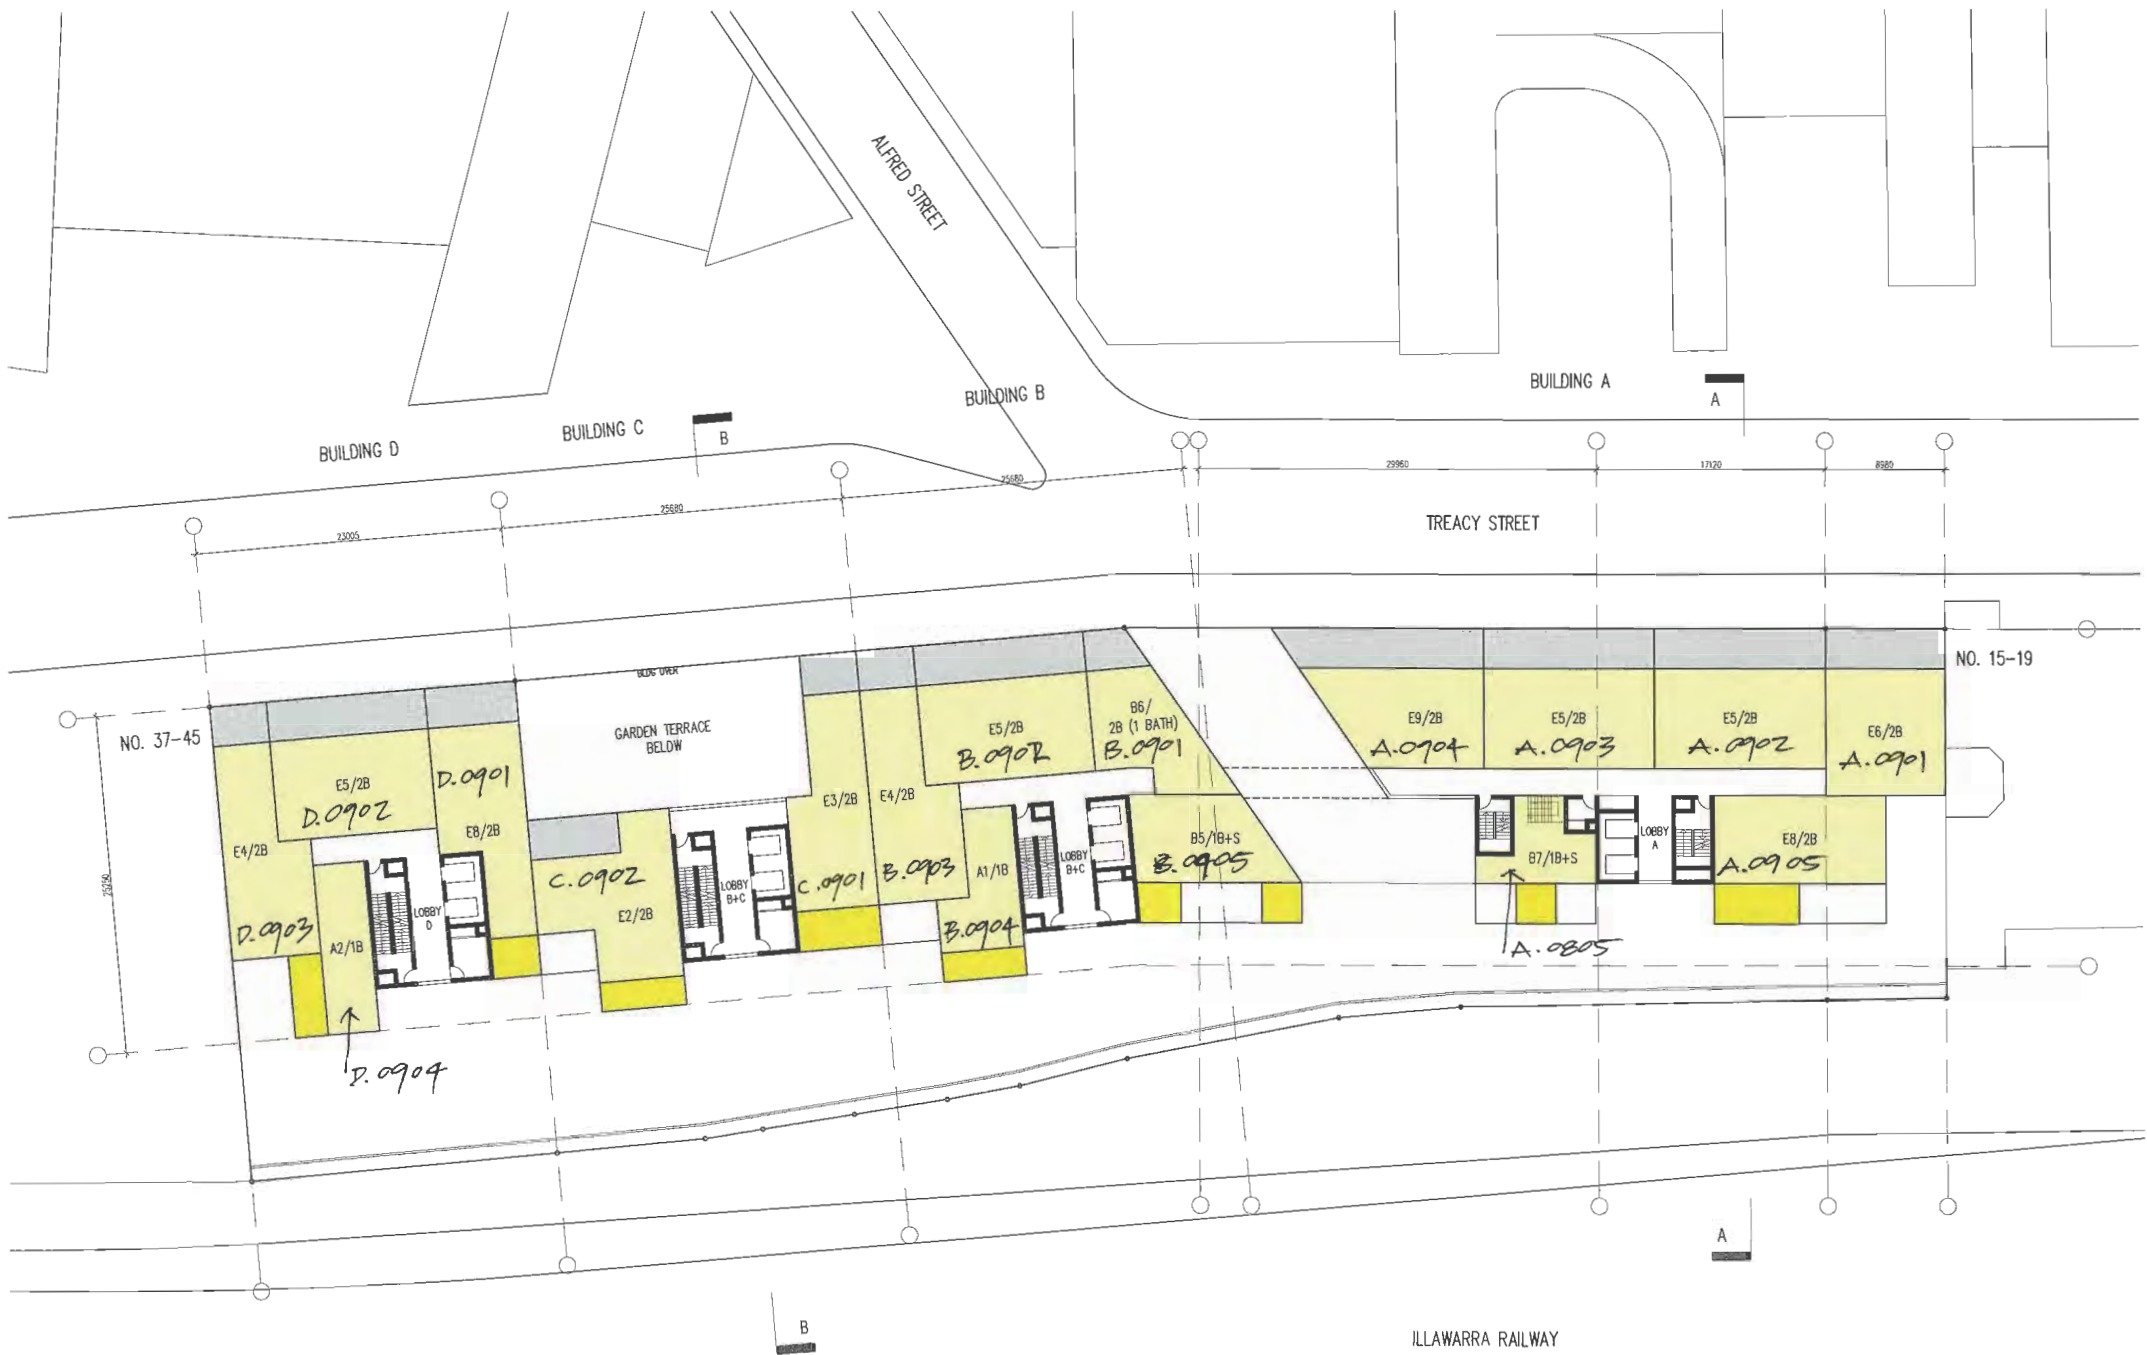 ALFRED STREET
BUILDING A
A
BUILDING B
BUILDING C
B
BUILDING D
29960
17120
8980
25680
25680
23005
TREACY STREET
NO. 15-19
BLDG OVER
GARDEN TERRACE
BELOW
NO. 37-45
25250
E4/2B
D.0903
E5/2B
D.0902
D.0901
E8/2B
A2/1B
D.0904
LOBBY
D
C.0902
E2/2B
LOBBY
B+C
E3/2B
C.0901
E4/2B
B.0903
E5/2B
B.0902
B6/
2B (1 BATH)
B.0901
A1/1B
B.0904
LOBBY
B+C
B5/1B+S
B.0905
E9/2B
A.0904
E5/2B
A.0903
E5/2B
A.0902
E6/2B
A.0901
B7/1B+S
A.0805
LOBBY
A
E8/2B
A.0905
A
B
ILLAWARRA RAILWAY